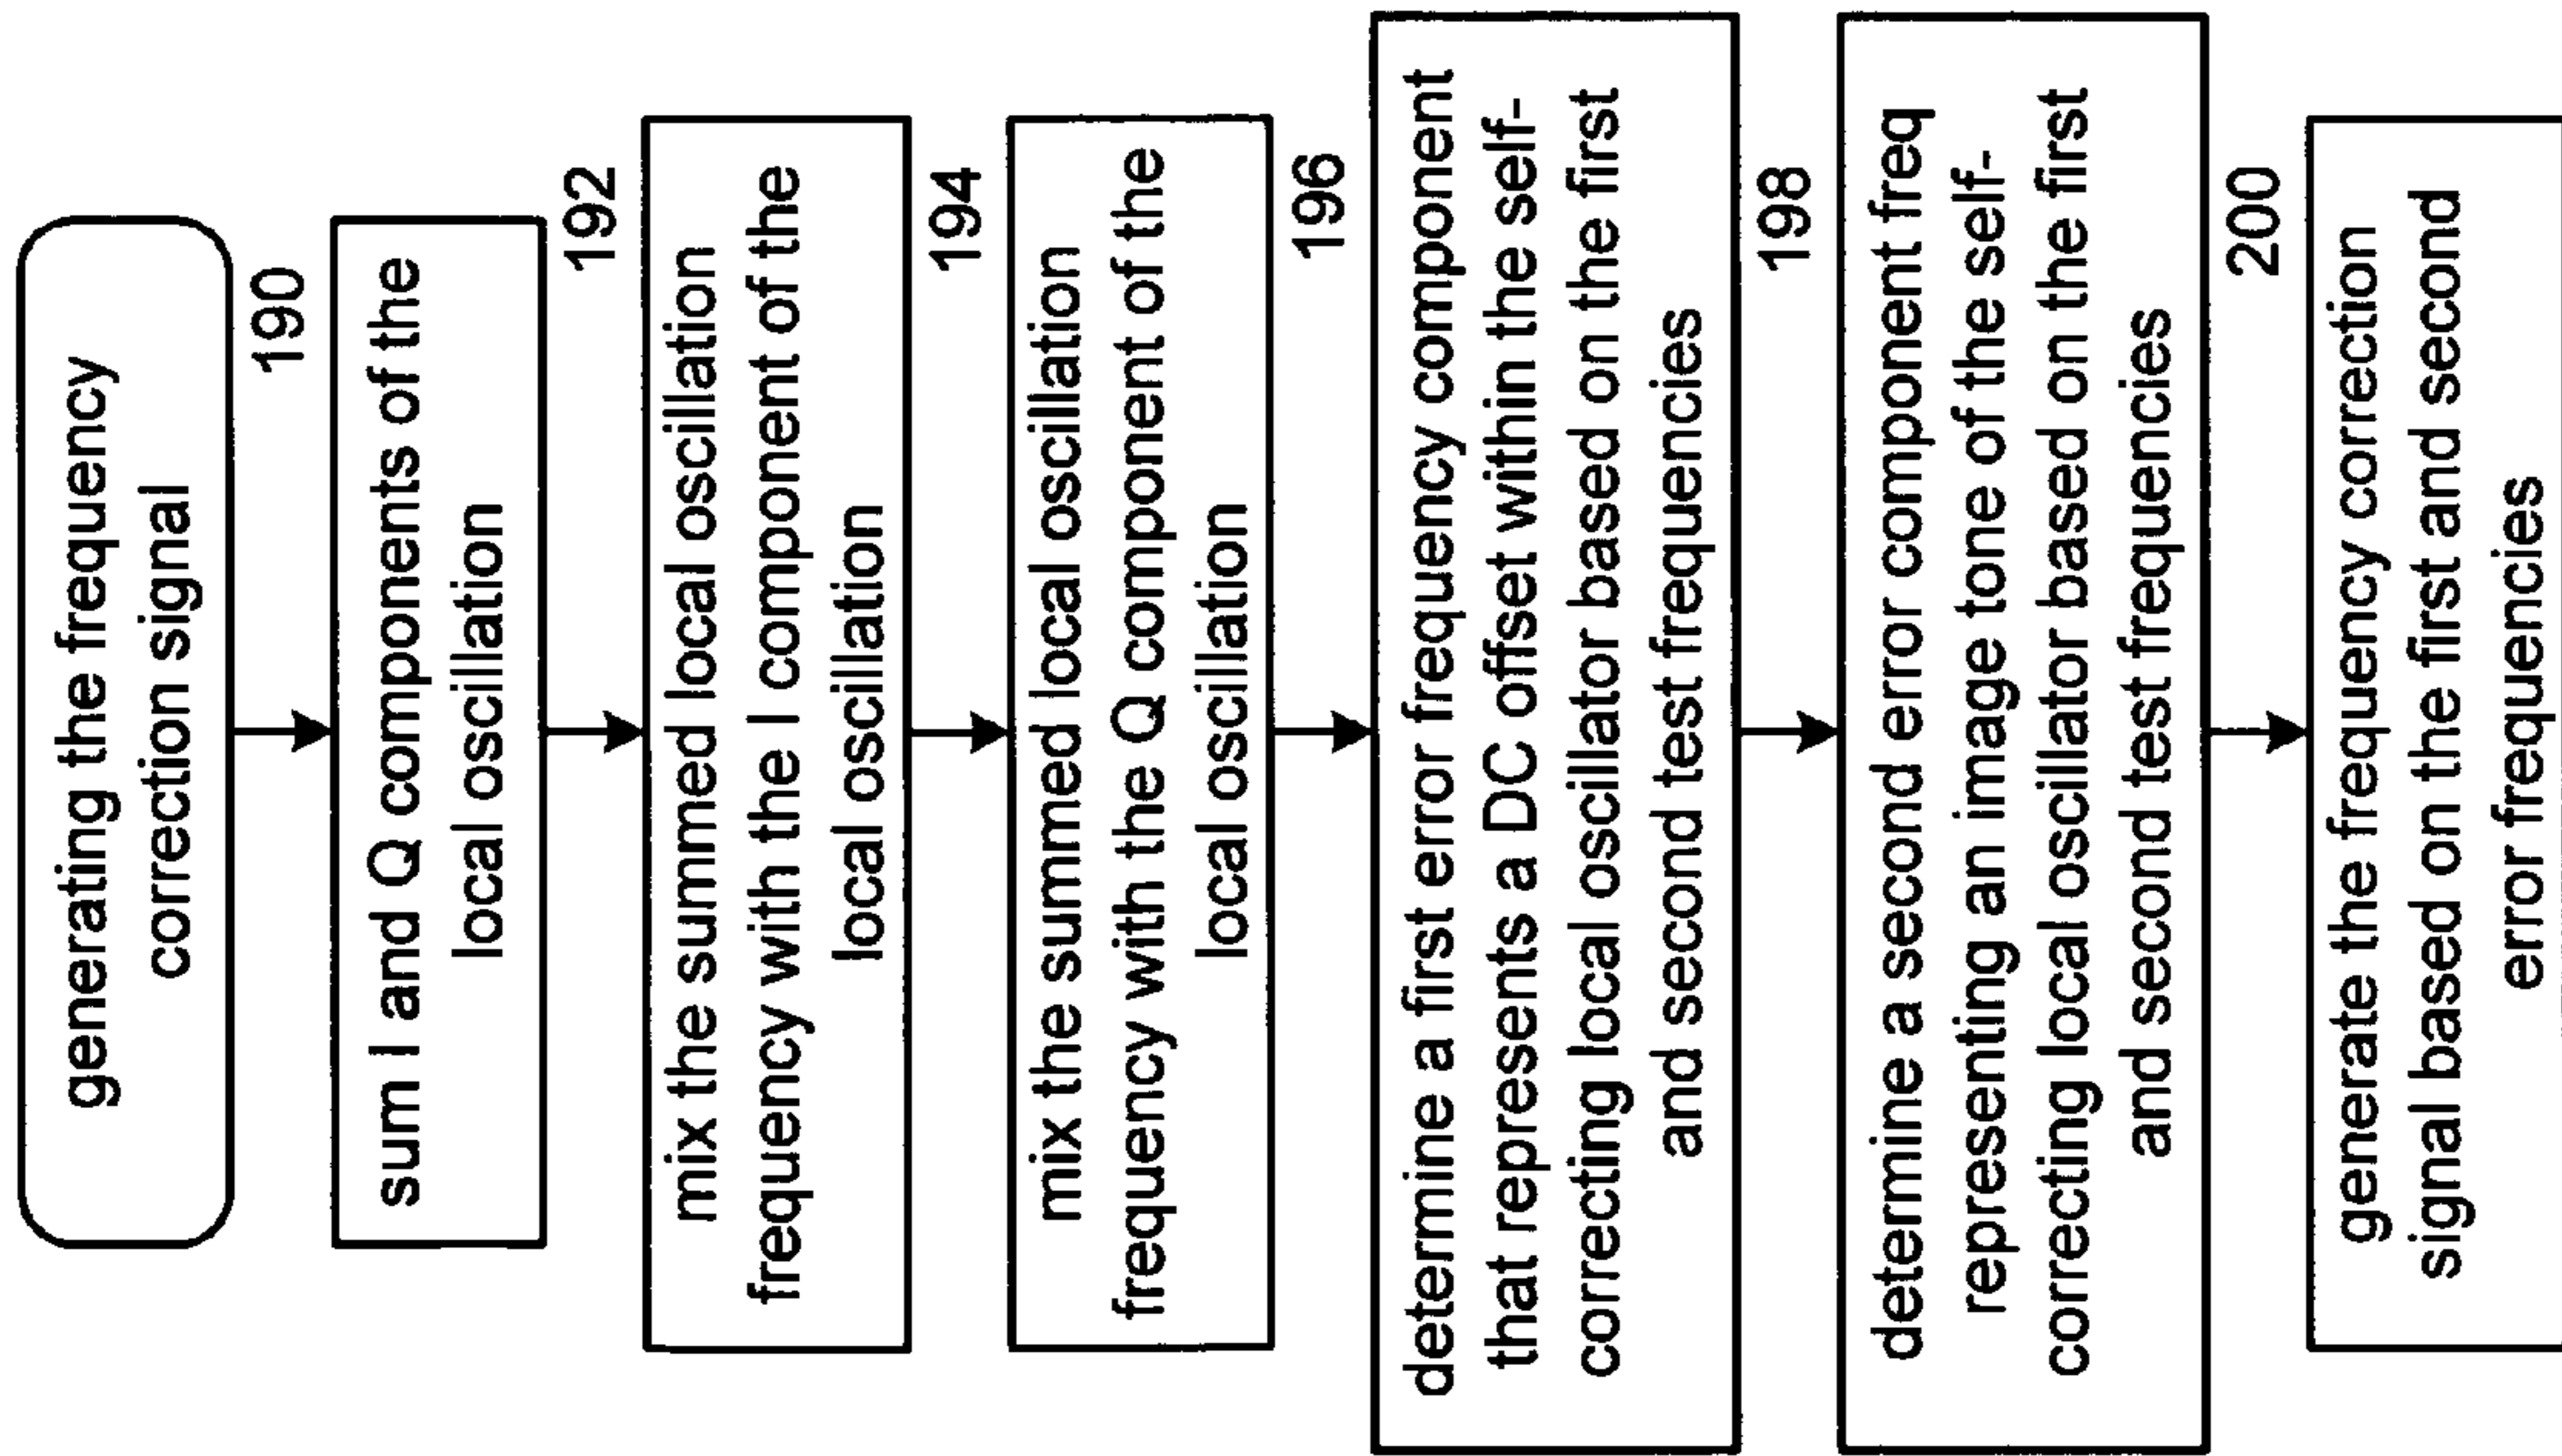 generating the frequency
correction signal
190
sum I and Q components of the
local oscillation
192
mix the summed local oscillation
frequency with the I component of the
local oscillation
194
mix the summed local oscillation
frequency with the Q component of the
local oscillation
196
determine a first error frequency component
that represents a DC offset within the self-
correcting local oscillator based on the first
and second test frequencies
198
determine a second error component freq
representing an image tone of the self-
correcting local oscillator based on the first
and second test frequencies
200
generate the frequency correction
signal based on the first and second
error frequencies